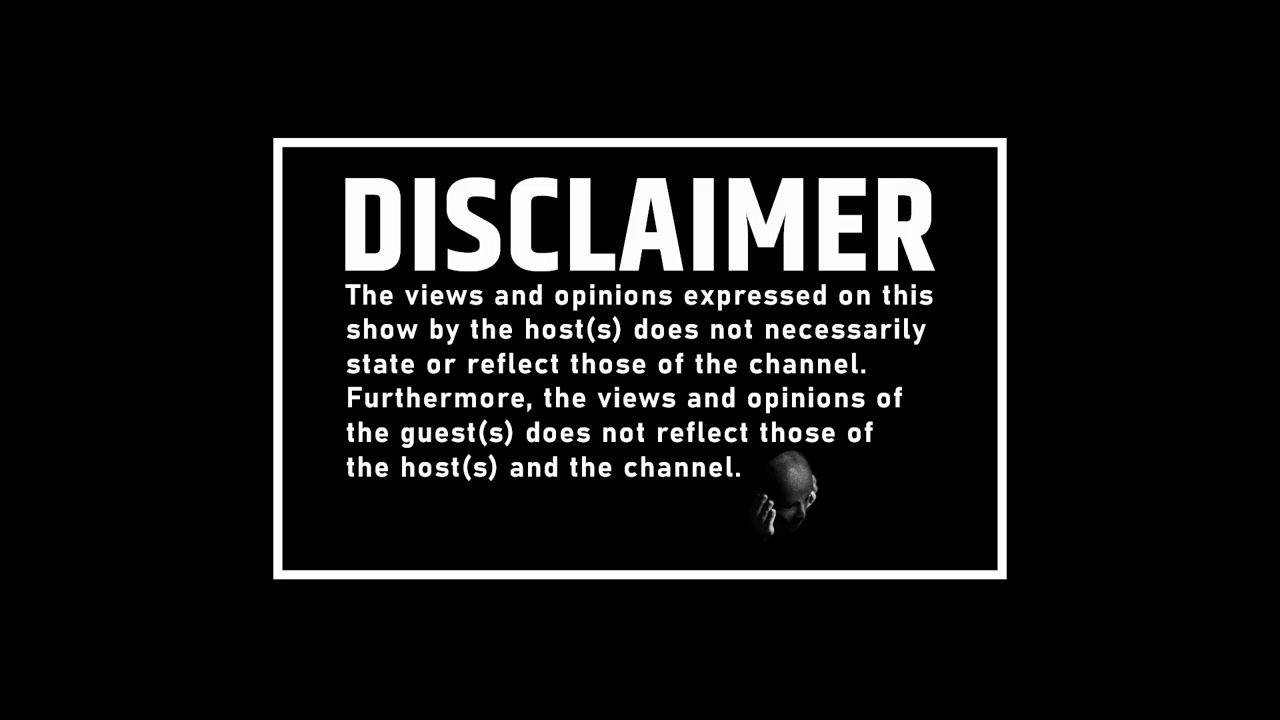 DISCLAIMER
The views and opinions expressed on this
show by the host(s) does not necessarily
state or reflect those of the channel.
Furthermore, the views and opinions of
the guest(s) does not reflect those of
the host(s) and the channel.